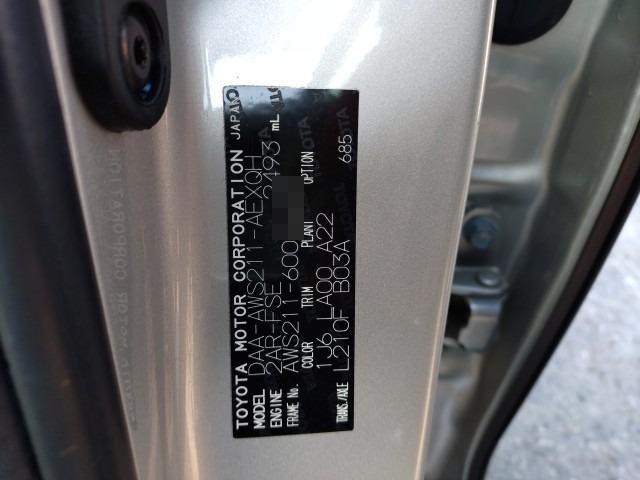 TOYOTA MOTOR CORPORATION JAPAN
MODEL DAA-AWS211-AEXQH
ENGINE 2AR-FSE 2493 mL
FRAME No. AWS211-600
COLOR TRIM PLANT OPTION
1J6 LA00 A22 685
TRANS./AXLE L210F B03A